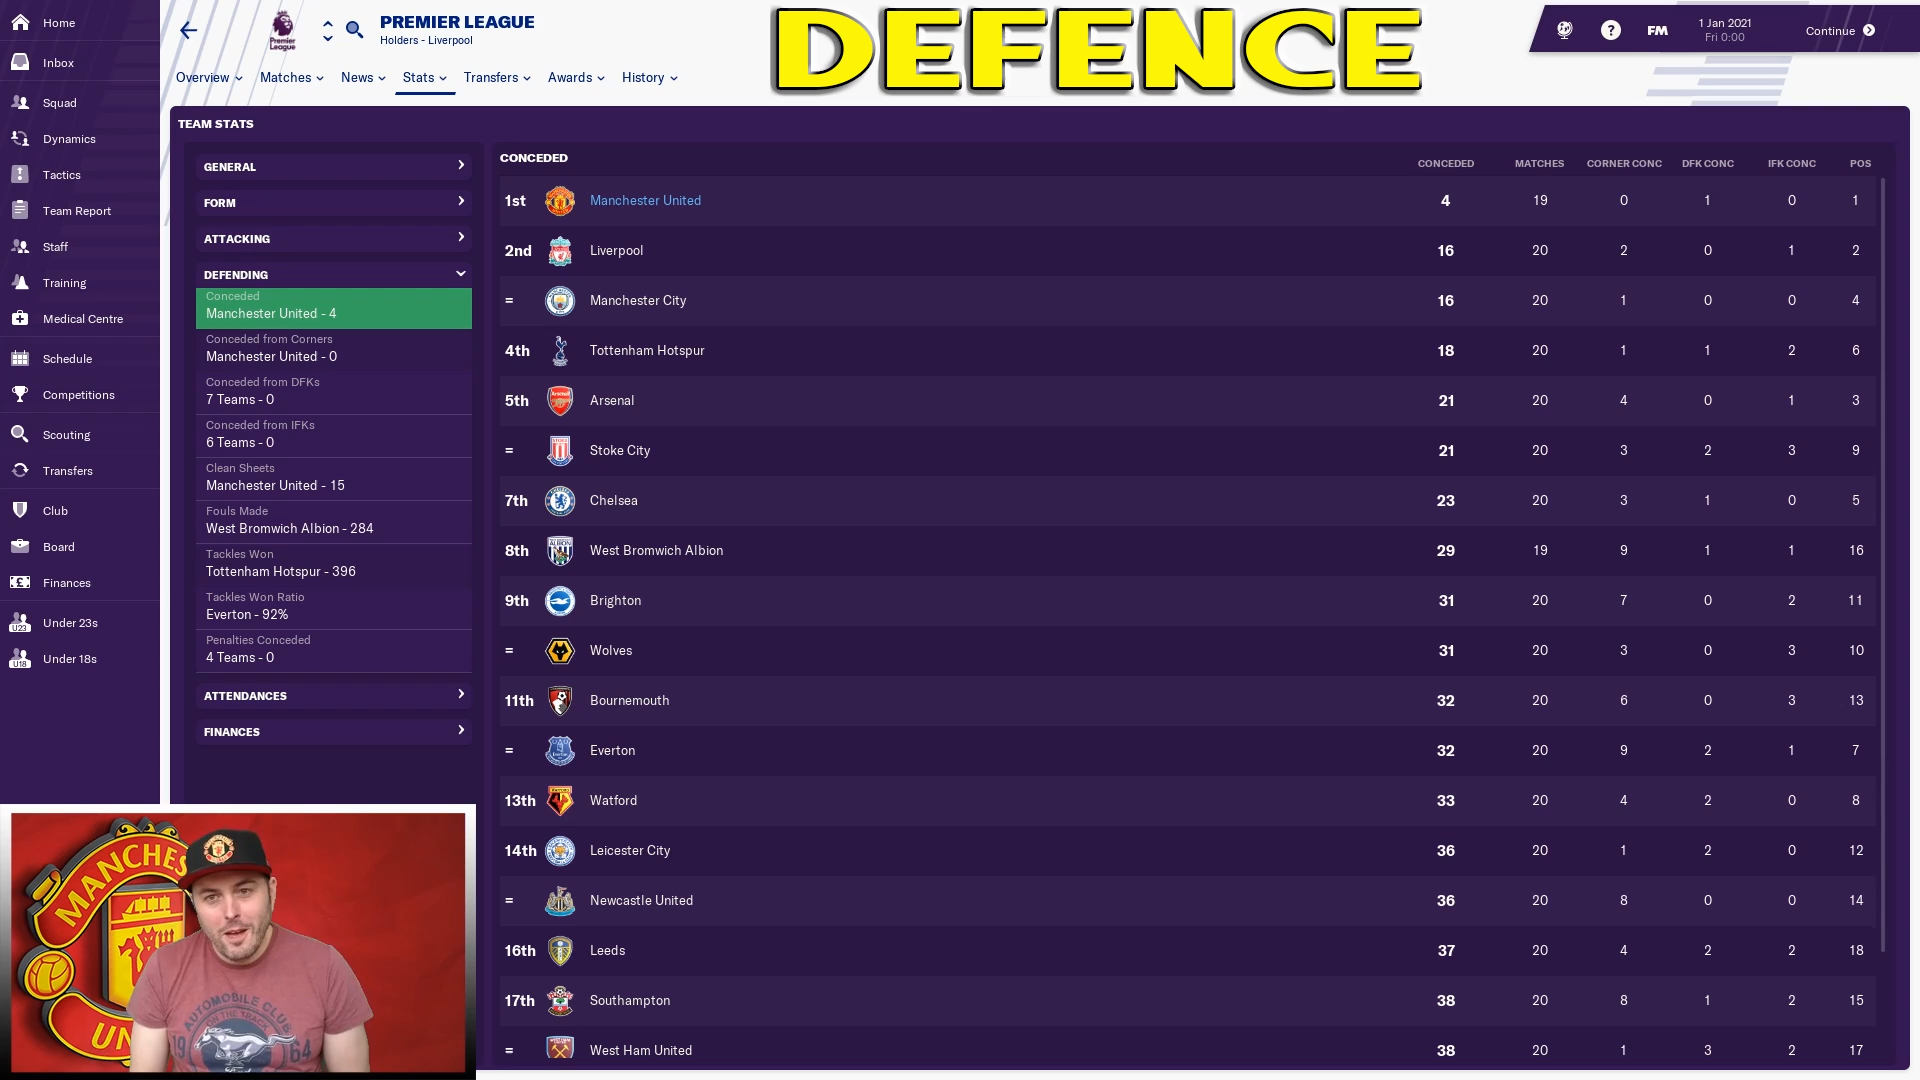 Home
Inbox
Squad
Dynamics
Tactics
Team Report
Staff
Training
Medical Centre
Schedule
Competitions
Scouting
Transfers
Club
Board
Finances
U23 Under 23s
U18 Under 18s
Premier League
PREMIER LEAGUE
Holders - Liverpool
DEFENCE
? FM 1 Jan 2021 Fri 0:00 Continue
Overview Matches News Stats Transfers Awards History
TEAM STATS
GENERAL
FORM
ATTACKING
DEFENDING
Conceded
Manchester United - 4
Conceded from Corners
Manchester United - 0
Conceded from DFKs
7 Teams - 0
Conceded from IFKs
6 Teams - 0
Clean Sheets
Manchester United - 15
Fouls Made
West Bromwich Albion - 284
Tackles Won
Tottenham Hotspur - 396
Tackles Won Ratio
Everton - 92%
Penalties Conceded
4 Teams - 0
ATTENDANCES
FINANCES
CONCEDED CONCEDED MATCHES CORNER CONC DFK CONC IFK CONC POS
1st Manchester United 4 19 0 1 0 1
2nd Liverpool 16 20 2 0 1 2
= Manchester City 16 20 1 0 0 4
4th Tottenham Hotspur 18 20 1 1 2 6
5th Arsenal 21 20 4 0 1 3
= Stoke City 21 20 3 2 3 9
7th Chelsea 23 20 3 1 0 5
8th West Bromwich Albion 29 19 9 1 1 16
9th Brighton 31 20 7 0 2 11
= Wolves 31 20 3 0 3 10
11th Bournemouth 32 20 6 0 3 13
= Everton 32 20 9 2 1 7
13th Watford 33 20 4 2 0 8
14th Leicester City 36 20 1 2 0 12
= Newcastle United 36 20 8 0 0 14
16th Leeds 37 20 4 2 2 18
17th Southampton 38 20 8 1 2 15
= West Ham United 38 20 1 3 2 17
MANCHES
UN
AUTOMOBILE CLUB
ON THE TRACK
19 64